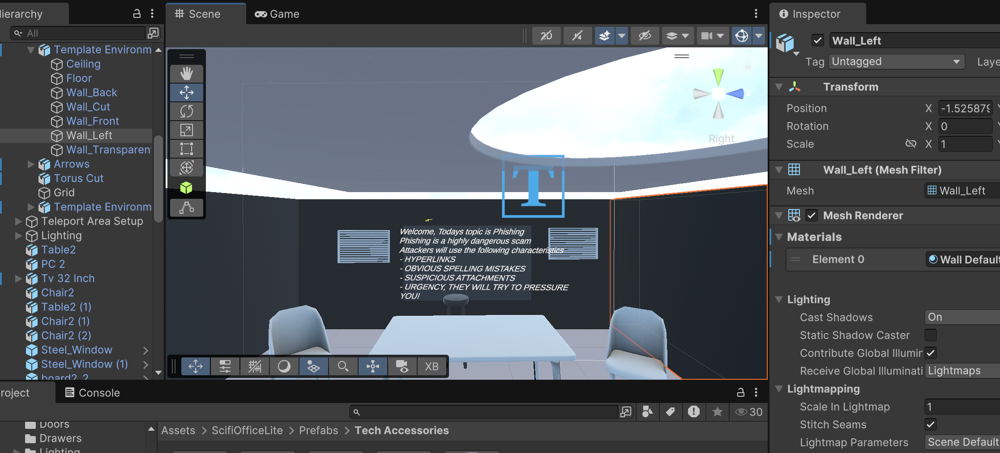 ierarchy
Scene
Game
Inspector
All
2D
Wall_Left
Tag
Untagged
Laye
Template Environm
Ceiling
Floor
Wall_Back
Wall_Cut
Wall_Front
Wall_Left
Wall_Transparen
Arrows
Torus Cut
Grid
Template Environm
Teleport Area Setup
Lighting
Table2
PC 2
Tv 32 Inch
Chair2
Table2 (1)
Chair2 (1)
Chair2 (2)
Steel_Window
Steel_Window (1)
board2_2
z
Right
T
Welcome, Todays topic is Phishing
Phishing is a highly dangerous scam
Attackers will use the following characteristics
- HYPERLINKS
- OBVIOUS SPELLING MISTAKES
- SUSPICIOUS ATTACHMENTS
- URGENCY, THEY WILL TRY TO PRESSURE
YOU!
XB
Transform
Position X -1.525879
Rotation X 0
Scale X 1
Wall_Left (Mesh Filter)
Mesh Wall_Left
Mesh Renderer
Materials
Element 0 Wall Default
Lighting
Cast Shadows On
Static Shadow Caster
Contribute Global Illumir
Receive Global Illuminati Lightmaps
Lightmapping
Scale In Lightmap 1
Stitch Seams
Lightmap Parameters Scene Default
roject
Console
30
Doors
Drawers
Lighting
Assets > ScifiOfficeLite > Prefabs > Tech Accessories